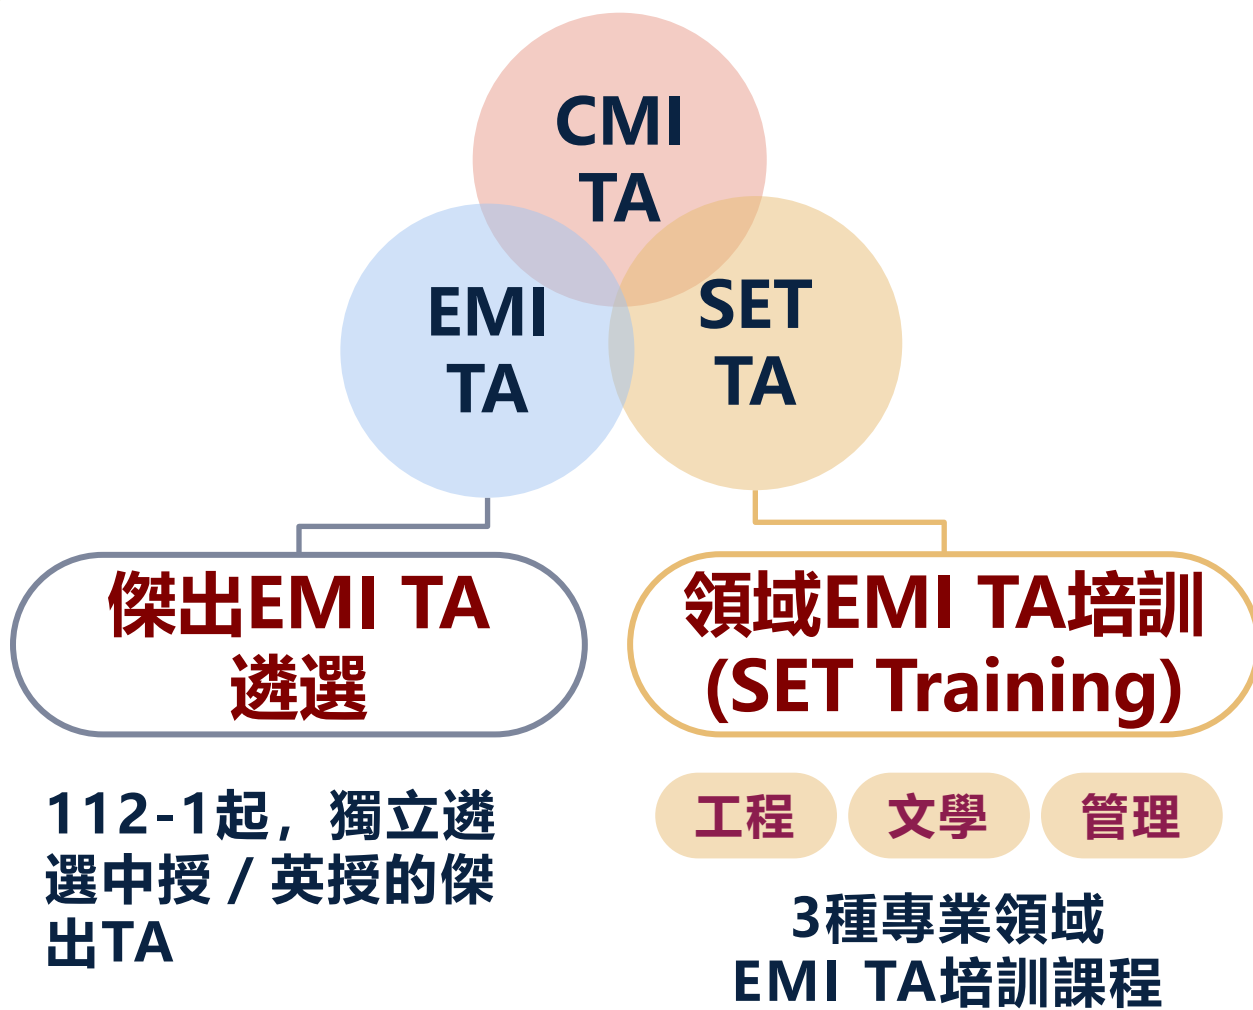 CMI
TA
EMI
TA
SET
TA
傑出EMI TA
遴選
領域EMI TA培訓
(SET Training)
112-1起，獨立遴
選中授 / 英授的傑
出TA
工程
文學
管理
3種專業領域
EMI TA培訓課程